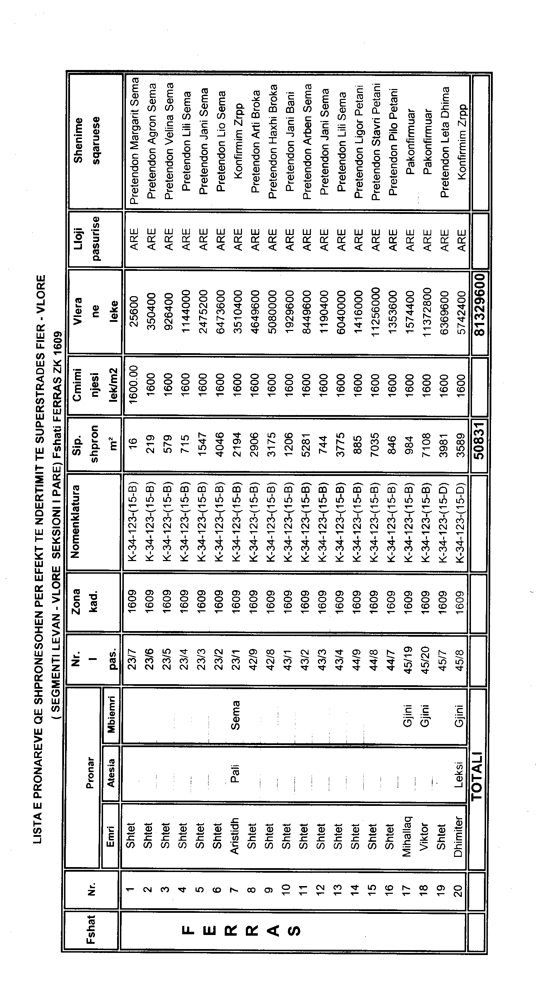 LISTA E PRONAREVE QE SHPRONESOHEN PER EFEKT TE NDERTIMIT TE SUPERSTRADES FIER - VLORE
( SEGMENTI LEVAN - VLORE SEKSIONI I PARE) Fshati FERRAS ZK 1609
Fshat Nr. Pronar Nr. I pas. Zona kad. Nomenklatura Sip. shpron m² Cmimi njesi lek/m2 Vlera ne leke Lloji pasurise Shenime sqaruese
Emri Atesia Mbiemri
FERRAS
1 Shtet 23/7 1609 K-34-123-(15-B) 16 1600.00 25600 ARE Pretendon Margarit Sema
2 Shtet 23/6 1609 K-34-123-(15-B) 219 1600 350400 ARE Pretendon Agron Sema
3 Shtet 23/5 1609 K-34-123-(15-B) 579 1600 926400 ARE Pretendon Velina Sema
4 Shtet 23/4 1609 K-34-123-(15-B) 715 1600 1144000 ARE Pretendon Lili Sema
5 Shtet 23/3 1609 K-34-123-(15-B) 1547 1600 2475200 ARE Pretendon Jani Sema
6 Shtet 23/2 1609 K-34-123-(15-B) 4046 1600 6473600 ARE Pretendon Lio Sema
7 Aristidh Pali Sema 23/1 1609 K-34-123-(15-B) 2194 1600 3510400 ARE Konfirmim Zrpp
8 Shtet 42/9 1609 K-34-123-(15-B) 2906 1600 4649600 ARE Pretendon Arti Broka
9 Shtet 42/8 1609 K-34-123-(15-B) 3175 1600 5080000 ARE Pretendon Haxhi Broka
10 Shtet 43/1 1609 K-34-123-(15-B) 1206 1600 1929600 ARE Pretendon Jani Bani
11 Shtet 43/2 1609 K-34-123-(15-B) 5281 1600 8449600 ARE Pretendon Arben Sema
12 Shtet 43/3 1609 K-34-123-(15-B) 744 1600 1190400 ARE Pretendon Jani Sema
13 Shtet 43/4 1609 K-34-123-(15-B) 3775 1600 6040000 ARE Pretendon Lili Sema
14 Shtet 44/9 1609 K-34-123-(15-B) 885 1600 1416000 ARE Pretendon Ligor Petani
15 Shtet 44/8 1609 K-34-123-(15-B) 7035 1600 11256000 ARE Pretendon Stavri Petani
16 Shtet 44/7 1609 K-34-123-(15-B) 846 1600 1353600 ARE Pretendon Pilo Petani
17 Mihallaq Gjini 45/19 1609 K-34-123-(15-B) 984 1600 1574400 ARE Pakonfirmuar
18 Viktor Gjini 45/20 1609 K-34-123-(15-B) 7108 1600 11372800 ARE Pakonfirmuar
19 Shtet 45/7 1609 K-34-123-(15-D) 3981 1600 6369600 ARE Pretendon Leta Dhima
20 Dhimiter Leksi Gjini 45/8 1609 K-34-123-(15-D) 3589 1600 5742400 ARE Konfirmim Zrpp
TOTALI 50831 81329600